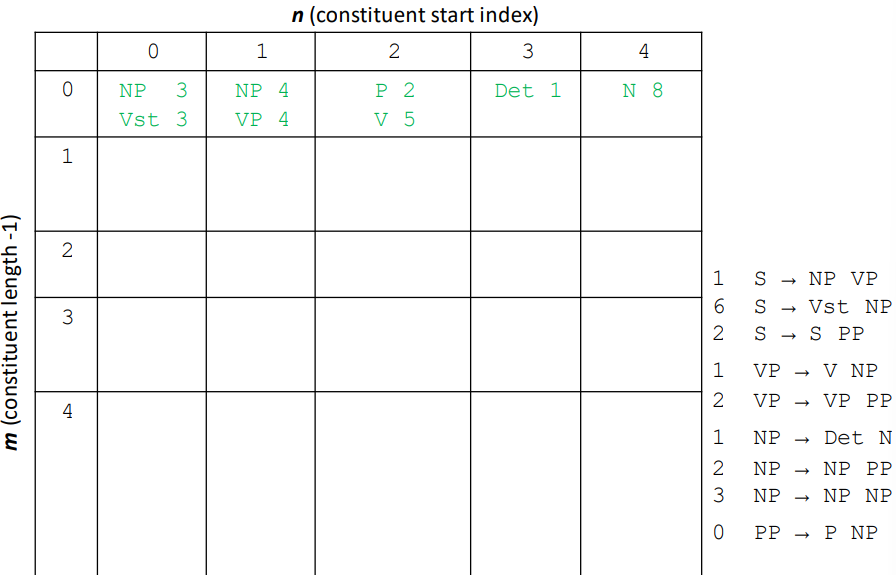 n (constituent start index)
0 1 2 3 4
0 NP 3 NP 4 P 2 Det 1 N 8
Vst 3 VP 4 V 5
1
2
3
4
m (constituent length -1)
1 S → NP VP
6 S → Vst NP
2 S → S PP
1 VP → V NP
2 VP → VP PP
1 NP → Det N
2 NP → NP PP
3 NP → NP NP
0 PP → P NP